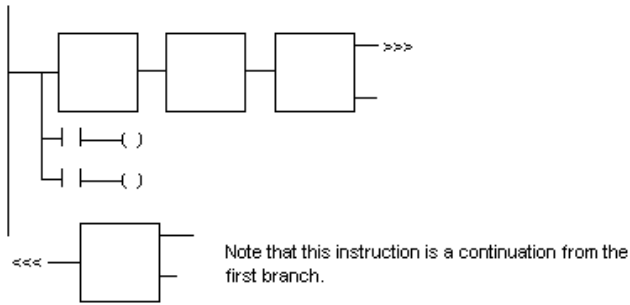 >>>
( )
( )
<<<
Note that this instruction is a continuation from the
first branch.